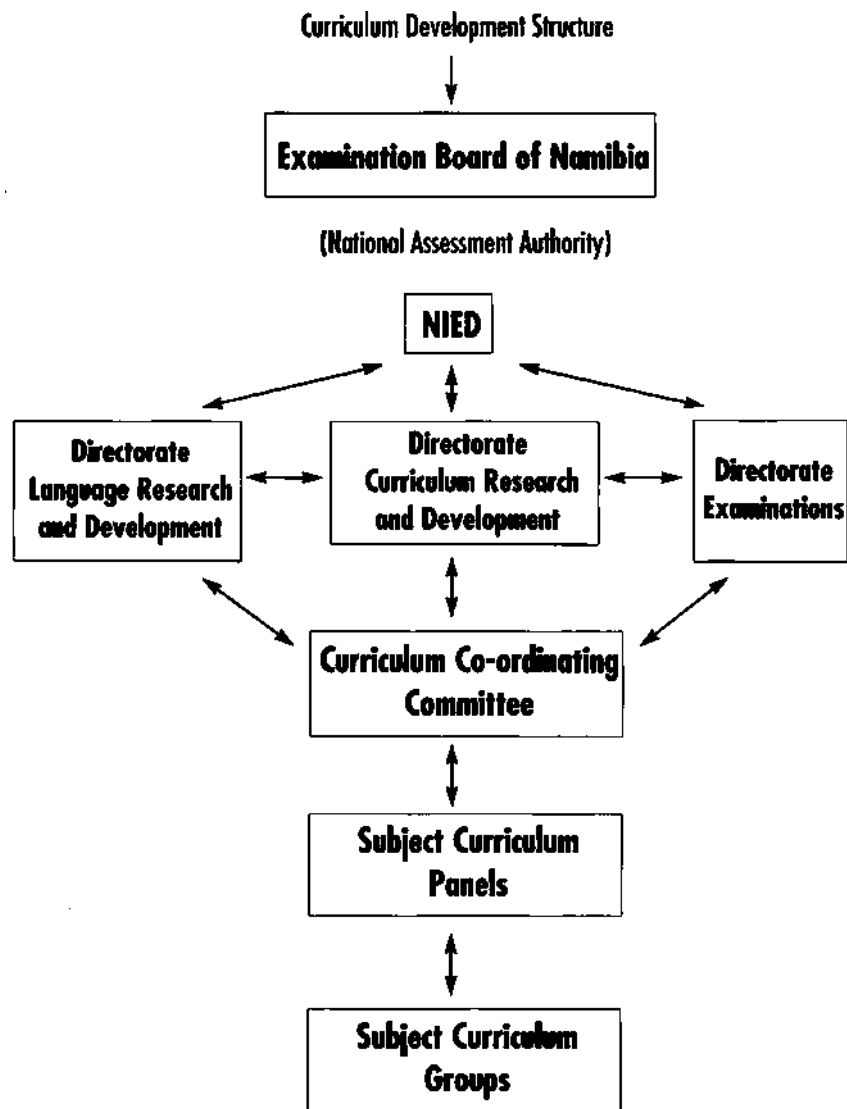 Curriculum Development Structure
Examination Board of Namibia
(National Assessment Authority)
NIED
Directorate
Language Research
and Development
Directorate
Curriculum Research
and Development
Directorate
Examinations
Curriculum Co-ordinating
Committee
Subject Curriculum
Panels
Subject Curriculum
Groups